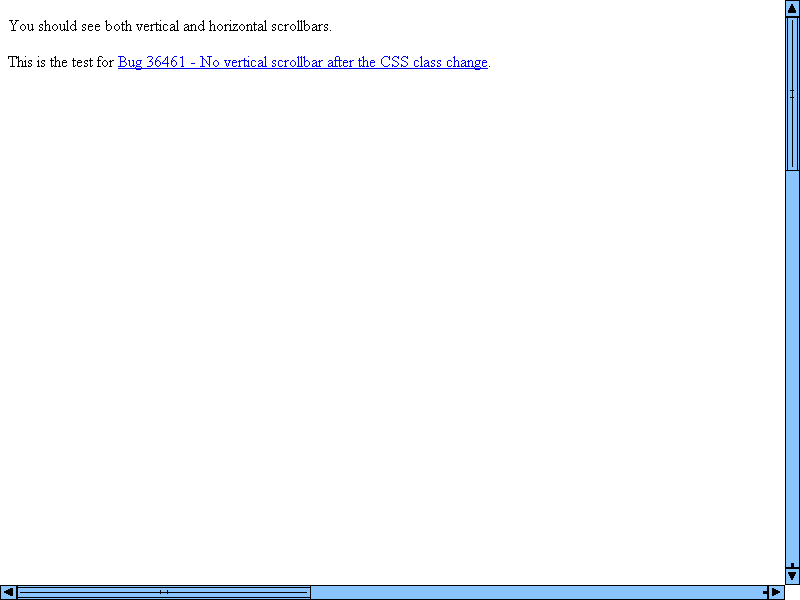 You should see both vertical and horizontal scrollbars.
This is the test for Bug 36461 - No vertical scrollbar after the CSS class change.